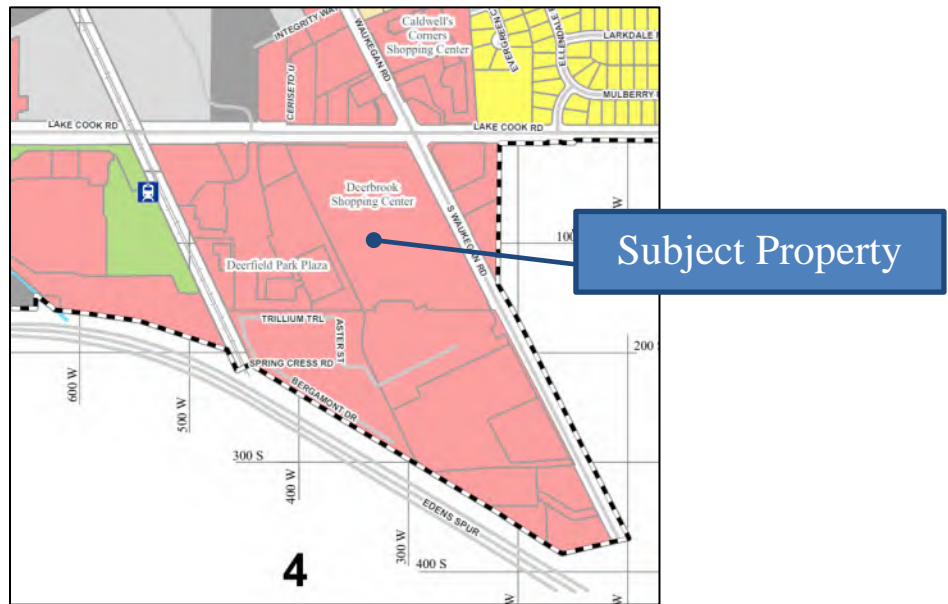 INTEGRITY WAY
WAUKEGAN RD
Caldwell's
Corners
Shopping Center
CERISETO U
EVERGREEN C
ELLENDALE
LARKDALE
MULBERRY
LAKE COOK RD
LAKE COOK RD
Deerbrook
Shopping Center
S WAUKEGAN RD
W
100
Subject Property
Deerfield Park Plaza
TRILLIUM TRL
ASTER ST
200 S
SPRING CRESS RD
BERGAMONT DR
600 W
500 W
400 W
300 S
300 W
EDENS SPUR
400 S
4
W
W